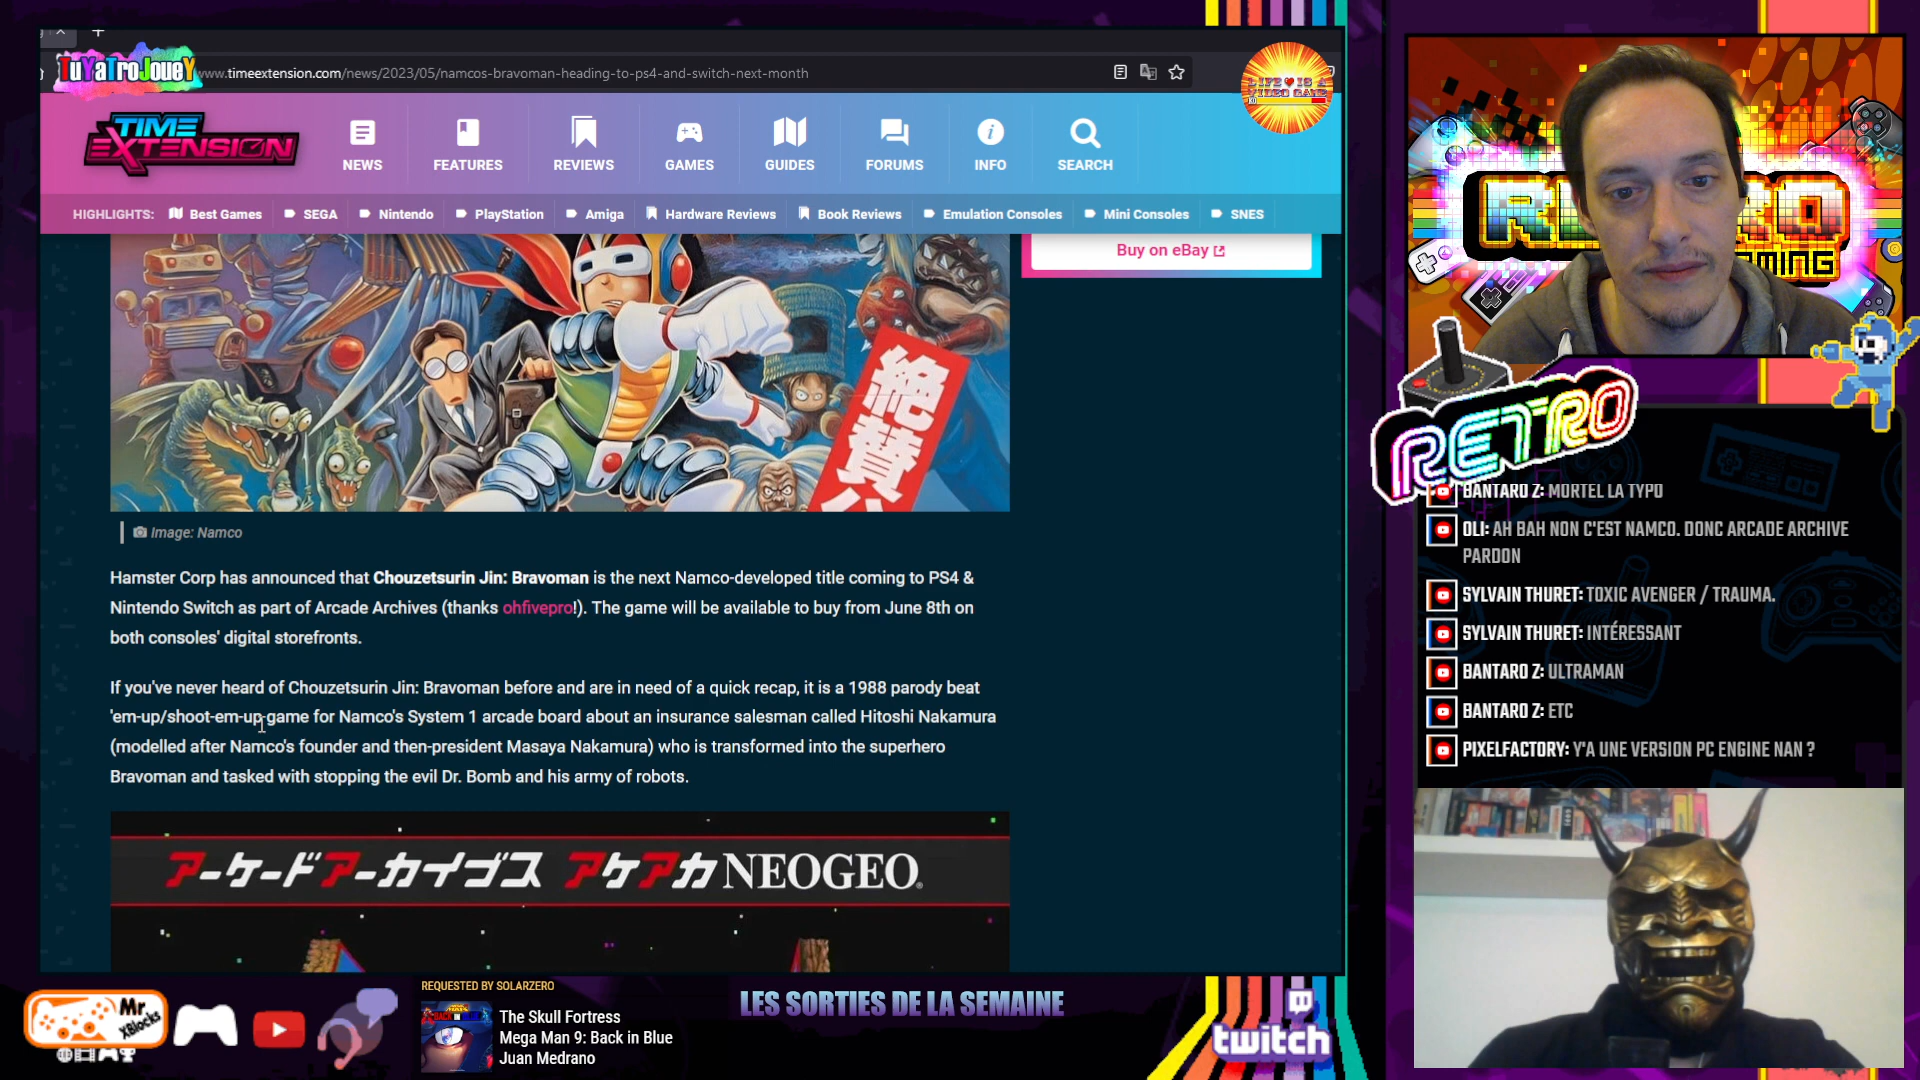 TuYaTroJoueY
www.timeextension.com/news/2023/05/namcos-bravoman-heading-to-ps4-and-switch-next-month
LIFE IS A
VIDEO GAME
TIME
EXTENSION
NEWS
FEATURES
REVIEWS
GAMES
GUIDES
FORUMS
INFO
SEARCH
HIGHLIGHTS:
Best Games
SEGA
Nintendo
PlayStation
Amiga
Hardware Reviews
Book Reviews
Emulation Consoles
Mini Consoles
SNES
Buy on eBay
絶賛
Image: Namco
Hamster Corp has announced that Chouzetsurin Jin: Bravoman is the next Namco-developed title coming to PS4 &
Nintendo Switch as part of Arcade Archives (thanks ohfivepro!). The game will be available to buy from June 8th on
both consoles' digital storefronts.
If you've never heard of Chouzetsurin Jin: Bravoman before and are in need of a quick recap, it is a 1988 parody beat
'em-up/shoot-em-up game for Namco's System 1 arcade board about an insurance salesman called Hitoshi Nakamura
(modelled after Namco's founder and then-president Masaya Nakamura) who is transformed into the superhero
Bravoman and tasked with stopping the evil Dr. Bomb and his army of robots.
アーケードアーカイブス アケアカNEOGEO
RETRO
BANTARO Z: MORTEL LA TYPO
OLI: AH BAH NON C'EST NAMCO. DONC ARCADE ARCHIVE
PARDON
SYLVAIN THURET: TOXIC AVENGER / TRAUMA.
SYLVAIN THURET: INTÉRESSANT
BANTARO Z: ULTRAMAN
BANTARO Z: ETC
PIXELFACTORY: Y'A UNE VERSION PC ENGINE NAN ?
Mr
XBlocks
REQUESTED BY SOLARZERO
The Skull Fortress
Mega Man 9: Back in Blue
Juan Medrano
LES SORTIES DE LA SEMAINE
twitch